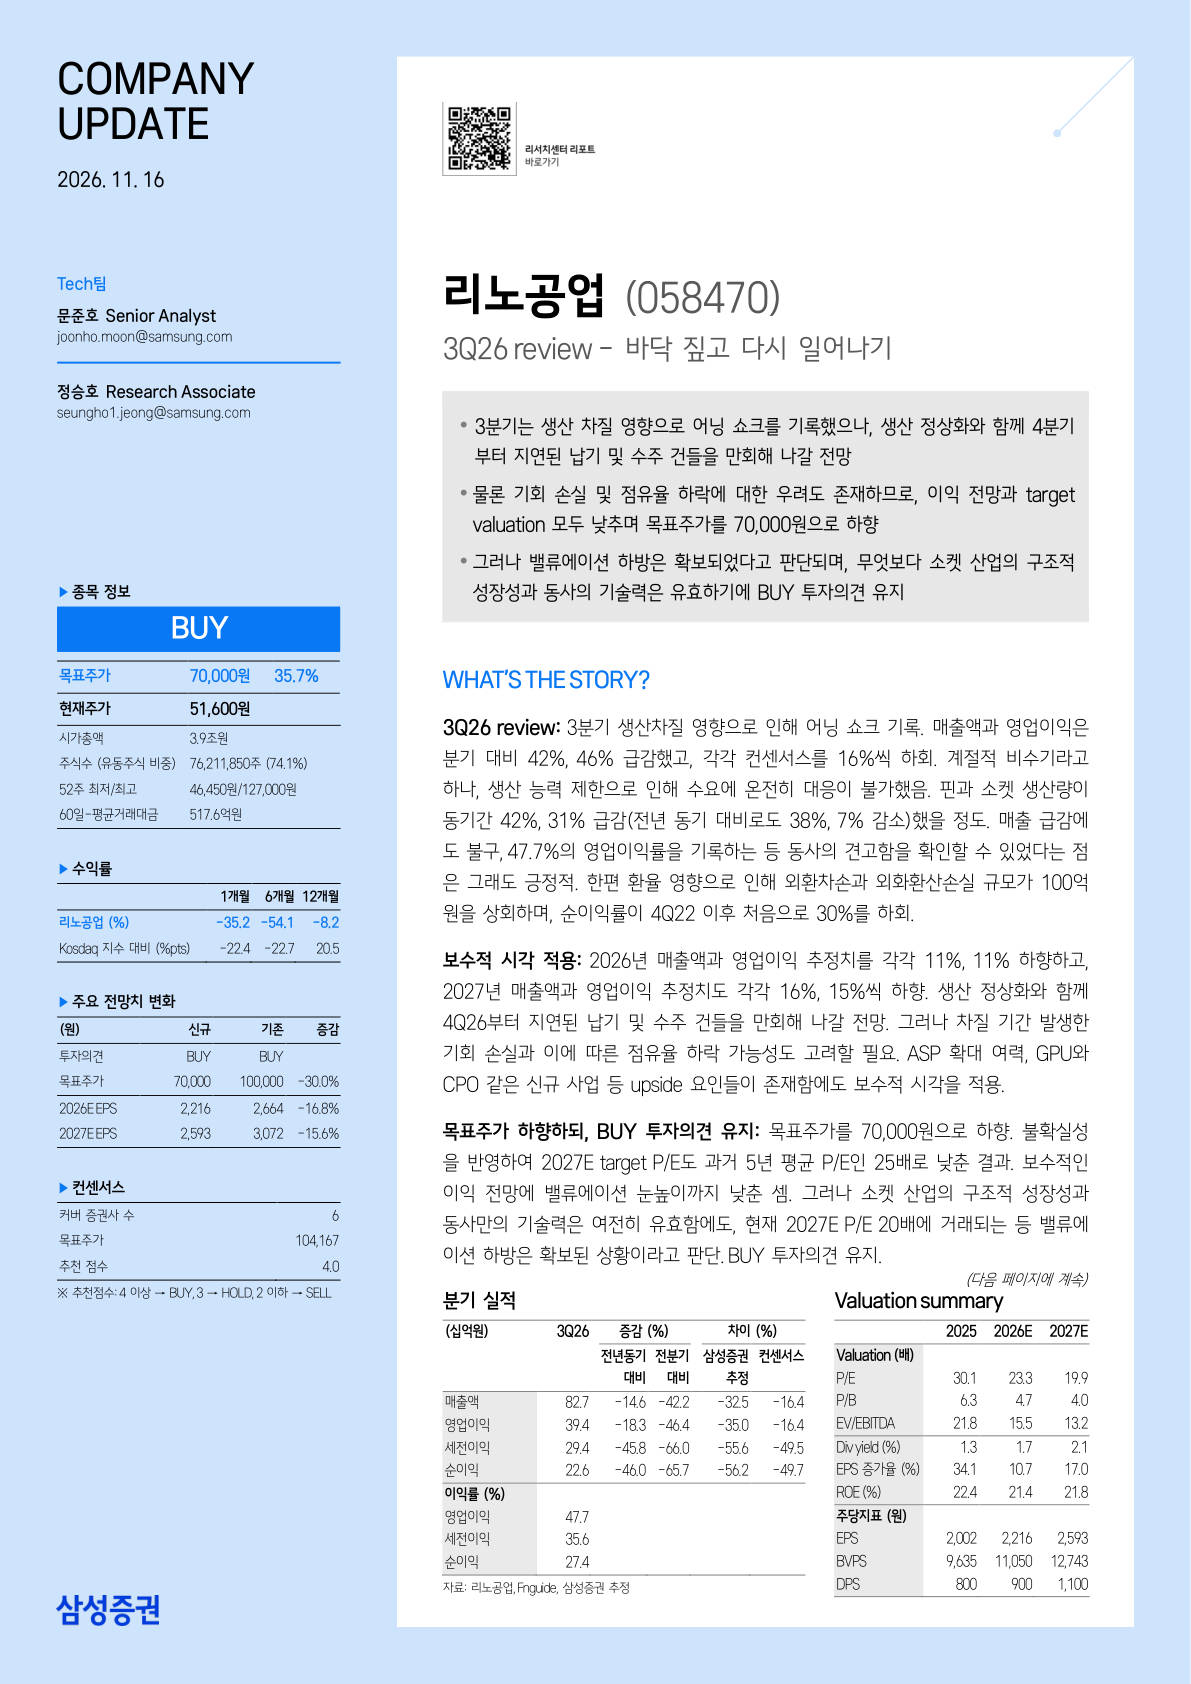 COMPANY
UPDATE
2026. 11. 16
Tech팀
문준호 Senior Analyst
joonho.moon@samsung.com
정승호 Research Associate
seungho1.jeong@samsung.com
▶ 종목 정보
BUY
목표주가 70,000원 35.7%
현재주가 51,600원
시가총액 3.9조원
주식수 (유동주식 비중) 76,211,850주 (74.1%)
52주 최저/최고 46,450원/127,000원
60일-평균거래대금 517.6억원
▶ 수익률
1개월 6개월 12개월
리노공업 (%) -35.2 -54.1 -8.2
Kosdaq 지수 대비 (%pts) -22.4 -22.7 20.5
▶ 주요 전망치 변화
(원) 신규 기존 증감
투자의견 BUY BUY
목표주가 70,000 100,000 -30.0%
2026E EPS 2,216 2,664 -16.8%
2027E EPS 2,593 3,072 -15.6%
▶ 컨센서스
커버 증권사 수 6
목표주가 104,167
추천 점수 4.0
※ 추천점수: 4 이상 → BUY, 3 → HOLD, 2 이하 → SELL
삼성증권
리서치센터 리포트
바로가기
리노공업 (058470)
3Q26 review - 바닥 짚고 다시 일어나기
• 3분기는 생산 차질 영향으로 어닝 쇼크를 기록했으나, 생산 정상화와 함께 4분기
부터 지연된 납기 및 수주 건들을 만회해 나갈 전망
• 물론 기회 손실 및 점유율 하락에 대한 우려도 존재하므로, 이익 전망과 target
valuation 모두 낮추며 목표주가를 70,000원으로 하향
• 그러나 밸류에이션 하방은 확보되었다고 판단되며, 무엇보다 소켓 산업의 구조적
성장성과 동사의 기술력은 유효하기에 BUY 투자의견 유지
WHAT'S THE STORY?
3Q26 review: 3분기 생산차질 영향으로 인해 어닝 쇼크 기록. 매출액과 영업이익은
분기 대비 42%, 46% 급감했고, 각각 컨센서스를 16%씩 하회. 계절적 비수기라고
하나, 생산 능력 제한으로 인해 수요에 온전히 대응이 불가했음. 핀과 소켓 생산량이
동기간 42%, 31% 급감(전년 동기 대비로도 38%, 7% 감소)했을 정도. 매출 급감에
도 불구, 47.7%의 영업이익률을 기록하는 등 동사의 견고함을 확인할 수 있었다는 점
은 그래도 긍정적. 한편 환율 영향으로 인해 외환차손과 외화환산손실 규모가 100억
원을 상회하며, 순이익률이 4Q22 이후 처음으로 30%를 하회.
보수적 시각 적용: 2026년 매출액과 영업이익 추정치를 각각 11%, 11% 하향하고,
2027년 매출액과 영업이익 추정치도 각각 16%, 15%씩 하향. 생산 정상화와 함께
4Q26부터 지연된 납기 및 수주 건들을 만회해 나갈 전망. 그러나 차질 기간 발생한
기회 손실과 이에 따른 점유율 하락 가능성도 고려할 필요. ASP 확대 여력, GPU와
CPO 같은 신규 사업 등 upside 요인들이 존재함에도 보수적 시각을 적용.
목표주가 하향하되, BUY 투자의견 유지: 목표주가를 70,000원으로 하향. 불확실성
을 반영하여 2027E target P/E도 과거 5년 평균 P/E인 25배로 낮춘 결과. 보수적인
이익 전망에 밸류에이션 눈높이까지 낮춘 셈. 그러나 소켓 산업의 구조적 성장성과
동사만의 기술력은 여전히 유효함에도, 현재 2027E P/E 20배에 거래되는 등 밸류에
이션 하방은 확보된 상황이라고 판단. BUY 투자의견 유지.
(다음 페이지에 계속)
분기 실적
(십억원) 3Q26 증감 (%) 차이 (%)
전년동기 전분기 삼성증권 컨센서스
대비 대비 추정
매출액 82.7 -14.6 -42.2 -32.5 -16.4
영업이익 39.4 -18.3 -46.4 -35.0 -16.4
세전이익 29.4 -45.8 -66.0 -55.6 -49.5
순이익 22.6 -46.0 -65.7 -56.2 -49.7
이익률 (%)
영업이익 47.7
세전이익 35.6
순이익 27.4
자료: 리노공업, Fnguide, 삼성증권 추정
Valuation summary
2025 2026E 2027E
Valuation (배)
P/E 30.1 23.3 19.9
P/B 6.3 4.7 4.0
EV/EBITDA 21.8 15.5 13.2
Div yield (%) 1.3 1.7 2.1
EPS 증가율 (%) 34.1 10.7 17.0
ROE (%) 22.4 21.4 21.8
주당지표 (원)
EPS 2,002 2,216 2,593
BVPS 9,635 11,050 12,743
DPS 800 900 1,100